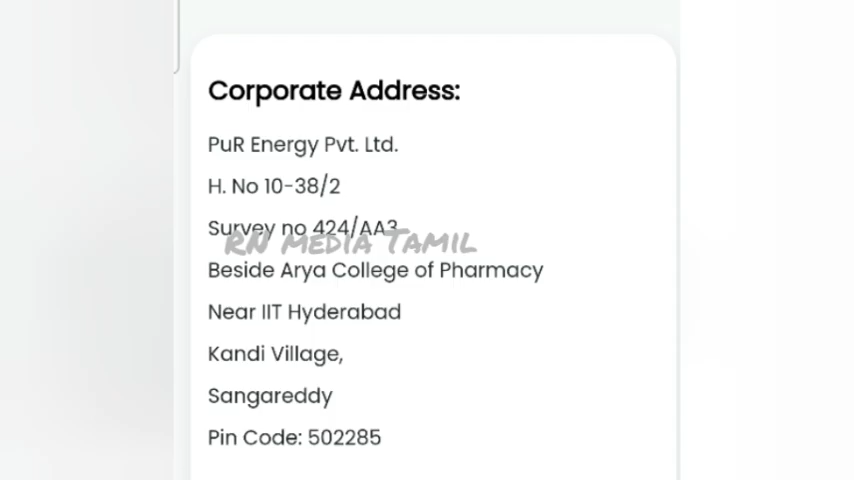 Corporate Address:
PuR Energy Pvt. Ltd.
H. No 10-38/2
Survey no 424/AA3
RN media Tamil
Beside Arya College of Pharmacy
Near IIT Hyderabad
Kandi Village,
Sangareddy
Pin Code: 502285